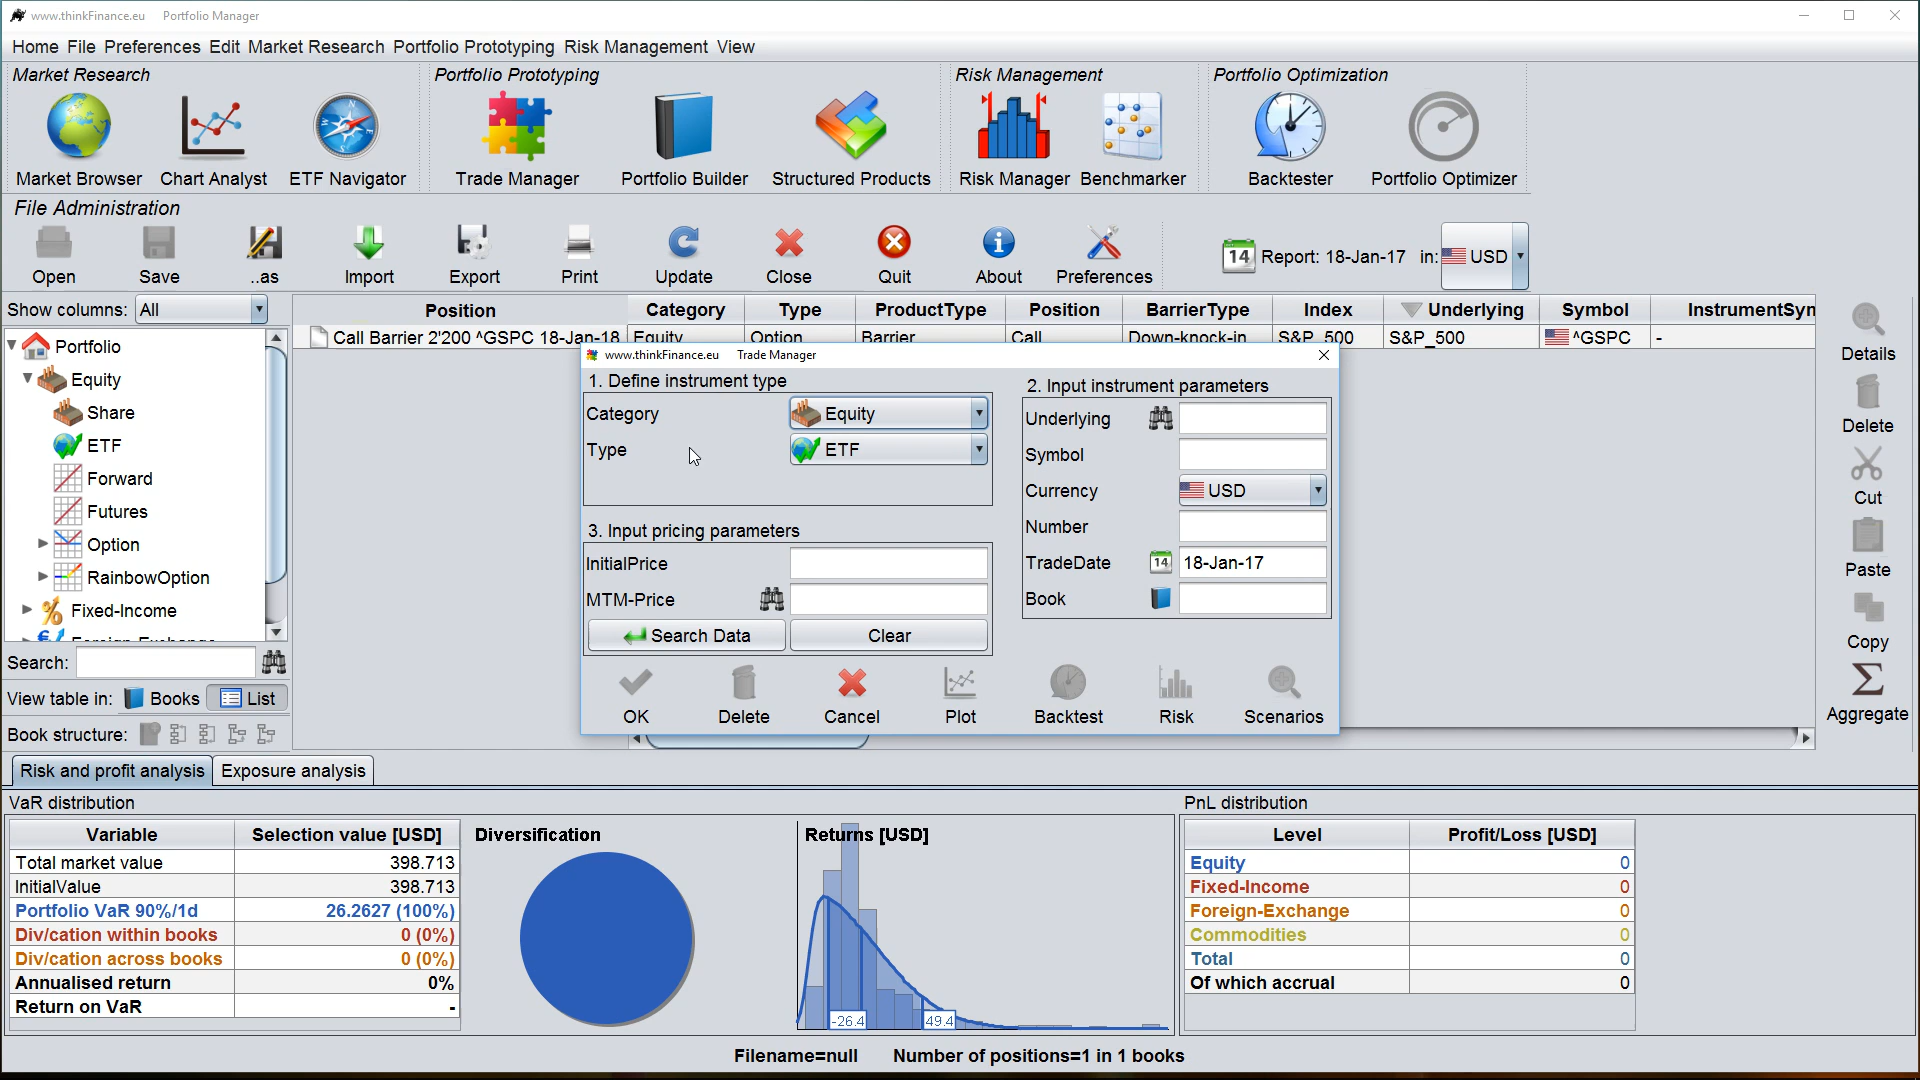 www.thinkFinance.eu Portfolio Manager
Home File Preferences Edit Market Research Portfolio Prototyping Risk Management View
Market Research Portfolio Prototyping Risk Management Portfolio Optimization
Market Browser Chart Analyst ETF Navigator Trade Manager Portfolio Builder Structured Products Risk Manager Benchmarker Backtester Portfolio Optimizer
File Administration
14 Report: 18-Jan-17 in: USD
Open Save ..as Import Export Print Update Close Quit About Preferences
Show columns: All
Position Category Type ProductType Position BarrierType Index Underlying Symbol InstrumentSyn
Call Barrier 2'200 ^GSPC 18-Jan-18 Equity Option Barrier Call Down-knock-in S&P_500 S&P_500 ^GSPC -
Portfolio
Equity
Share
ETF
Forward
Futures
Option
RainbowOption
Fixed-Income
Foreign-Exchange
Search:
View table in: Books List
Book structure:
www.thinkFinance.eu Trade Manager
1. Define instrument type
Category Equity
Type ETF
2. Input instrument parameters
Underlying
Symbol
Currency USD
Number
TradeDate 14 18-Jan-17
Book
3. Input pricing parameters
InitialPrice
MTM-Price
Search Data Clear
OK Delete Cancel Plot Backtest Risk Scenarios
Details
Delete
Cut
Paste
Copy
Aggregate
Risk and profit analysis Exposure analysis
VaR distribution
Variable Selection value [USD]
Total market value 398.713
InitialValue 398.713
Portfolio VaR 90%/1d 26.2627 (100%)
Div/cation within books 0 (0%)
Div/cation across books 0 (0%)
Annualised return 0%
Return on VaR -
Diversification
Returns [USD]
-26.4 49.4
PnL distribution
Level Profit/Loss [USD]
Equity 0
Fixed-Income 0
Foreign-Exchange 0
Commodities 0
Total 0
Of which accrual 0
Filename=null Number of positions=1 in 1 books